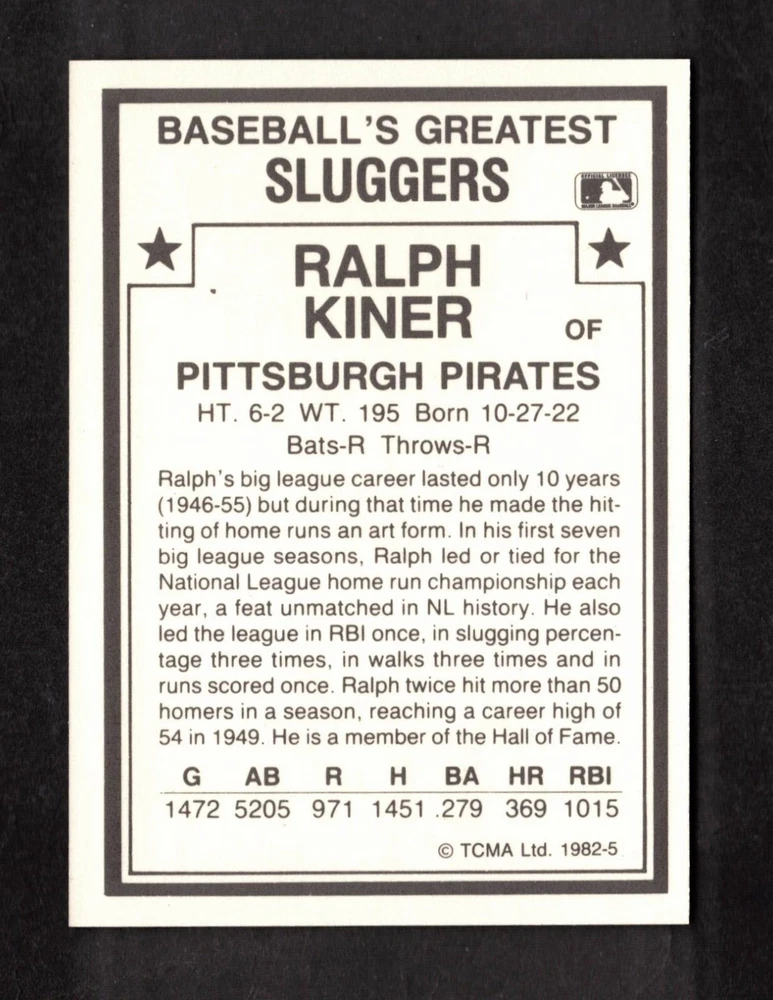 BASEBALL'S GREATEST
SLUGGERS
OFFICIAL LICENSEE
MAJOR LEAGUE BASEBALL
RALPH
KINER
OF
PITTSBURGH PIRATES
HT. 6-2 WT. 195 Born 10-27-22
Bats-R Throws-R
Ralph's big league career lasted only 10 years
(1946-55) but during that time he made the hit-
ting of home runs an art form. In his first seven
big league seasons, Ralph led or tied for the
National League home run championship each
year, a feat unmatched in NL history. He also
led the league in RBI once, in slugging percen-
tage three times, in walks three times and in
runs scored once. Ralph twice hit more than 50
homers in a season, reaching a career high of
54 in 1949. He is a member of the Hall of Fame.
G AB R H BA HR RBI
1472 5205 971 1451 .279 369 1015
© TCMA Ltd. 1982-5